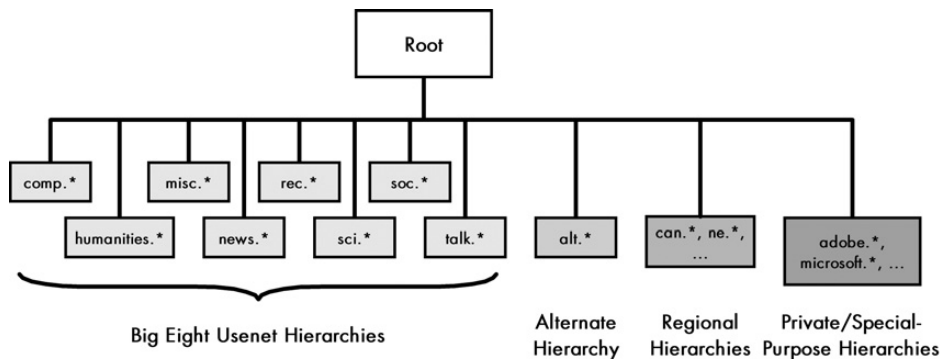 Root
comp.*
misc.*
rec.*
soc.*
humanities.*
news.*
sci.*
talk.*
alt.*
can.*, ne.*,
...
adobe.*,
microsoft.*, ...
Big Eight Usenet Hierarchies
Alternate
Hierarchy
Regional
Hierarchies
Private/Special-
Purpose Hierarchies